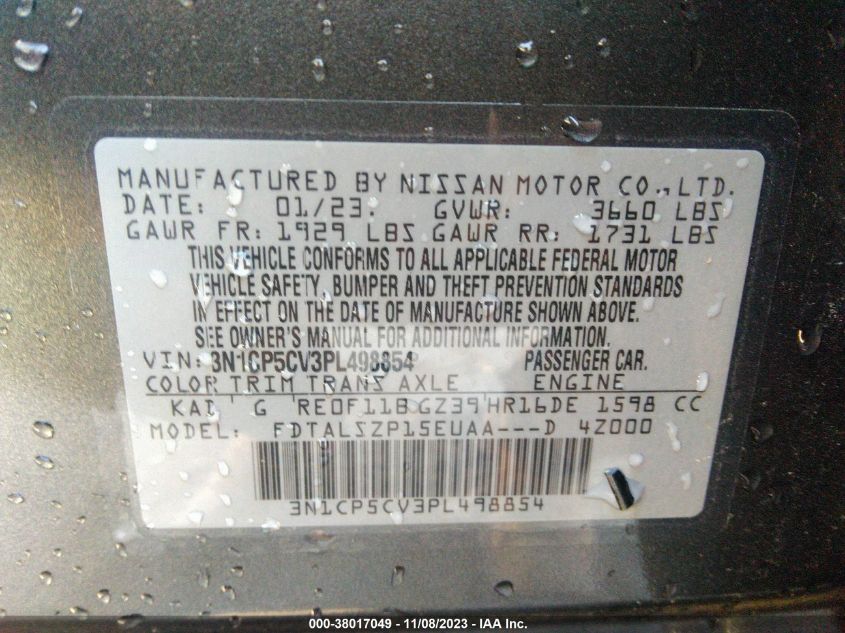 MANUFACTURED BY NISSAN MOTOR CO., LTD.
DATE: 01/23. GVWR: 3660 LBS
GAWR FR: 1929 LBS GAWR RR: 1731 LBS
THIS VEHICLE CONFORMS TO ALL APPLICABLE FEDERAL MOTOR
VEHICLE SAFETY, BUMPER AND THEFT PREVENTION STANDARDS
IN EFFECT ON THE DATE OF MANUFACTURE SHOWN ABOVE.
SEE OWNER'S MANUAL FOR ADDITIONAL INFORMATION.
VIN: 3N1CP5CV3PL498854 PASSENGER CAR.
COLOR TRIM TRANS AXLE ENGINE
KAD G RE0F11B GZ39 HR16DE 1598 CC
MODEL: FDTALSZP15EUAA---D 4Z000
3N1CP5CV3PL498854
000-38017049 - 11/08/2023 - IAA Inc.